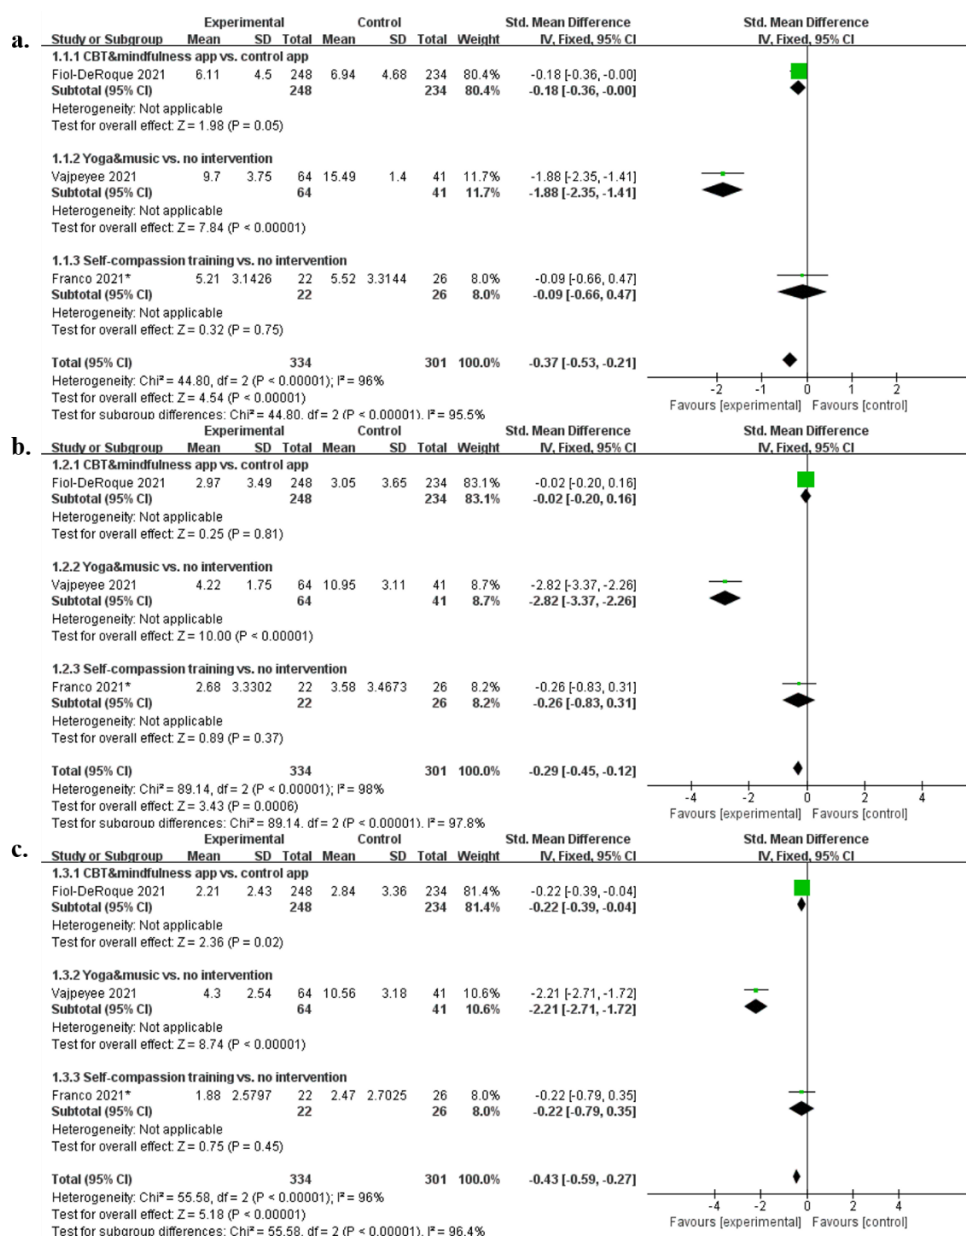 a.
Experimental Control Std. Mean Difference Std. Mean Difference
Study or Subgroup Mean SD Total Mean SD Total Weight IV, Fixed, 95% CI IV, Fixed, 95% CI
1.1.1 CBT&mindfulness app vs. control app
Fiol-DeRoque 2021 6.11 4.5 248 6.94 4.68 234 80.4% -0.18 [-0.36, -0.00]
Subtotal (95% CI) 248 234 80.4% -0.18 [-0.36, -0.00]
Heterogeneity: Not applicable
Test for overall effect: Z = 1.98 (P = 0.05)
1.1.2 Yoga&music vs. no intervention
Vajpeyee 2021 9.7 3.75 64 15.49 1.4 41 11.7% -1.88 [-2.35, -1.41]
Subtotal (95% CI) 64 41 11.7% -1.88 [-2.35, -1.41]
Heterogeneity: Not applicable
Test for overall effect: Z = 7.84 (P < 0.00001)
1.1.3 Self-compassion training vs. no intervention
Franco 2021* 5.21 3.1426 22 5.52 3.3144 26 8.0% -0.09 [-0.66, 0.47]
Subtotal (95% CI) 22 26 8.0% -0.09 [-0.66, 0.47]
Heterogeneity: Not applicable
Test for overall effect: Z = 0.32 (P = 0.75)
Total (95% CI) 334 301 100.0% -0.37 [-0.53, -0.21]
Heterogeneity: Chi² = 44.80, df = 2 (P < 0.00001); I² = 96%
Test for overall effect: Z = 4.54 (P < 0.00001)
Test for subgroup differences: Chi² = 44.80, df = 2 (P < 0.00001), I² = 95.5%
-2 -1 0 1 2
Favours [experimental] Favours [control]
b.
Experimental Control Std. Mean Difference Std. Mean Difference
Study or Subgroup Mean SD Total Mean SD Total Weight IV, Fixed, 95% CI IV, Fixed, 95% CI
1.2.1 CBT&mindfulness app vs. control app
Fiol-DeRoque 2021 2.97 3.49 248 3.05 3.65 234 83.1% -0.02 [-0.20, 0.16]
Subtotal (95% CI) 248 234 83.1% -0.02 [-0.20, 0.16]
Heterogeneity: Not applicable
Test for overall effect: Z = 0.25 (P = 0.81)
1.2.2 Yoga&music vs. no intervention
Vajpeyee 2021 4.22 1.75 64 10.95 3.11 41 8.7% -2.82 [-3.37, -2.26]
Subtotal (95% CI) 64 41 8.7% -2.82 [-3.37, -2.26]
Heterogeneity: Not applicable
Test for overall effect: Z = 10.00 (P < 0.00001)
1.2.3 Self-compassion training vs. no intervention
Franco 2021* 2.68 3.3302 22 3.58 3.4673 26 8.2% -0.26 [-0.83, 0.31]
Subtotal (95% CI) 22 26 8.2% -0.26 [-0.83, 0.31]
Heterogeneity: Not applicable
Test for overall effect: Z = 0.89 (P = 0.37)
Total (95% CI) 334 301 100.0% -0.29 [-0.45, -0.12]
Heterogeneity: Chi² = 89.14, df = 2 (P < 0.00001); I² = 98%
Test for overall effect: Z = 3.43 (P = 0.0006)
Test for subgroup differences: Chi² = 89.14, df = 2 (P < 0.00001), I² = 97.8%
-4 -2 0 2 4
Favours [experimental] Favours [control]
c.
Experimental Control Std. Mean Difference Std. Mean Difference
Study or Subgroup Mean SD Total Mean SD Total Weight IV, Fixed, 95% CI IV, Fixed, 95% CI
1.3.1 CBT&mindfulness app vs. control app
Fiol-DeRoque 2021 2.21 2.43 248 2.84 3.36 234 81.4% -0.22 [-0.39, -0.04]
Subtotal (95% CI) 248 234 81.4% -0.22 [-0.39, -0.04]
Heterogeneity: Not applicable
Test for overall effect: Z = 2.36 (P = 0.02)
1.3.2 Yoga&music vs. no intervention
Vajpeyee 2021 4.3 2.54 64 10.56 3.18 41 10.6% -2.21 [-2.71, -1.72]
Subtotal (95% CI) 64 41 10.6% -2.21 [-2.71, -1.72]
Heterogeneity: Not applicable
Test for overall effect: Z = 8.74 (P < 0.00001)
1.3.3 Self-compassion training vs. no intervention
Franco 2021* 1.88 2.5797 22 2.47 2.7025 26 8.0% -0.22 [-0.79, 0.35]
Subtotal (95% CI) 22 26 8.0% -0.22 [-0.79, 0.35]
Heterogeneity: Not applicable
Test for overall effect: Z = 0.75 (P = 0.45)
Total (95% CI) 334 301 100.0% -0.43 [-0.59, -0.27]
Heterogeneity: Chi² = 55.58, df = 2 (P < 0.00001); I² = 96%
Test for overall effect: Z = 5.18 (P < 0.00001)
Test for subgroup differences: Chi² = 55.58, df = 2 (P < 0.00001), I² = 96.4%
-4 -2 0 2 4
Favours [experimental] Favours [control]